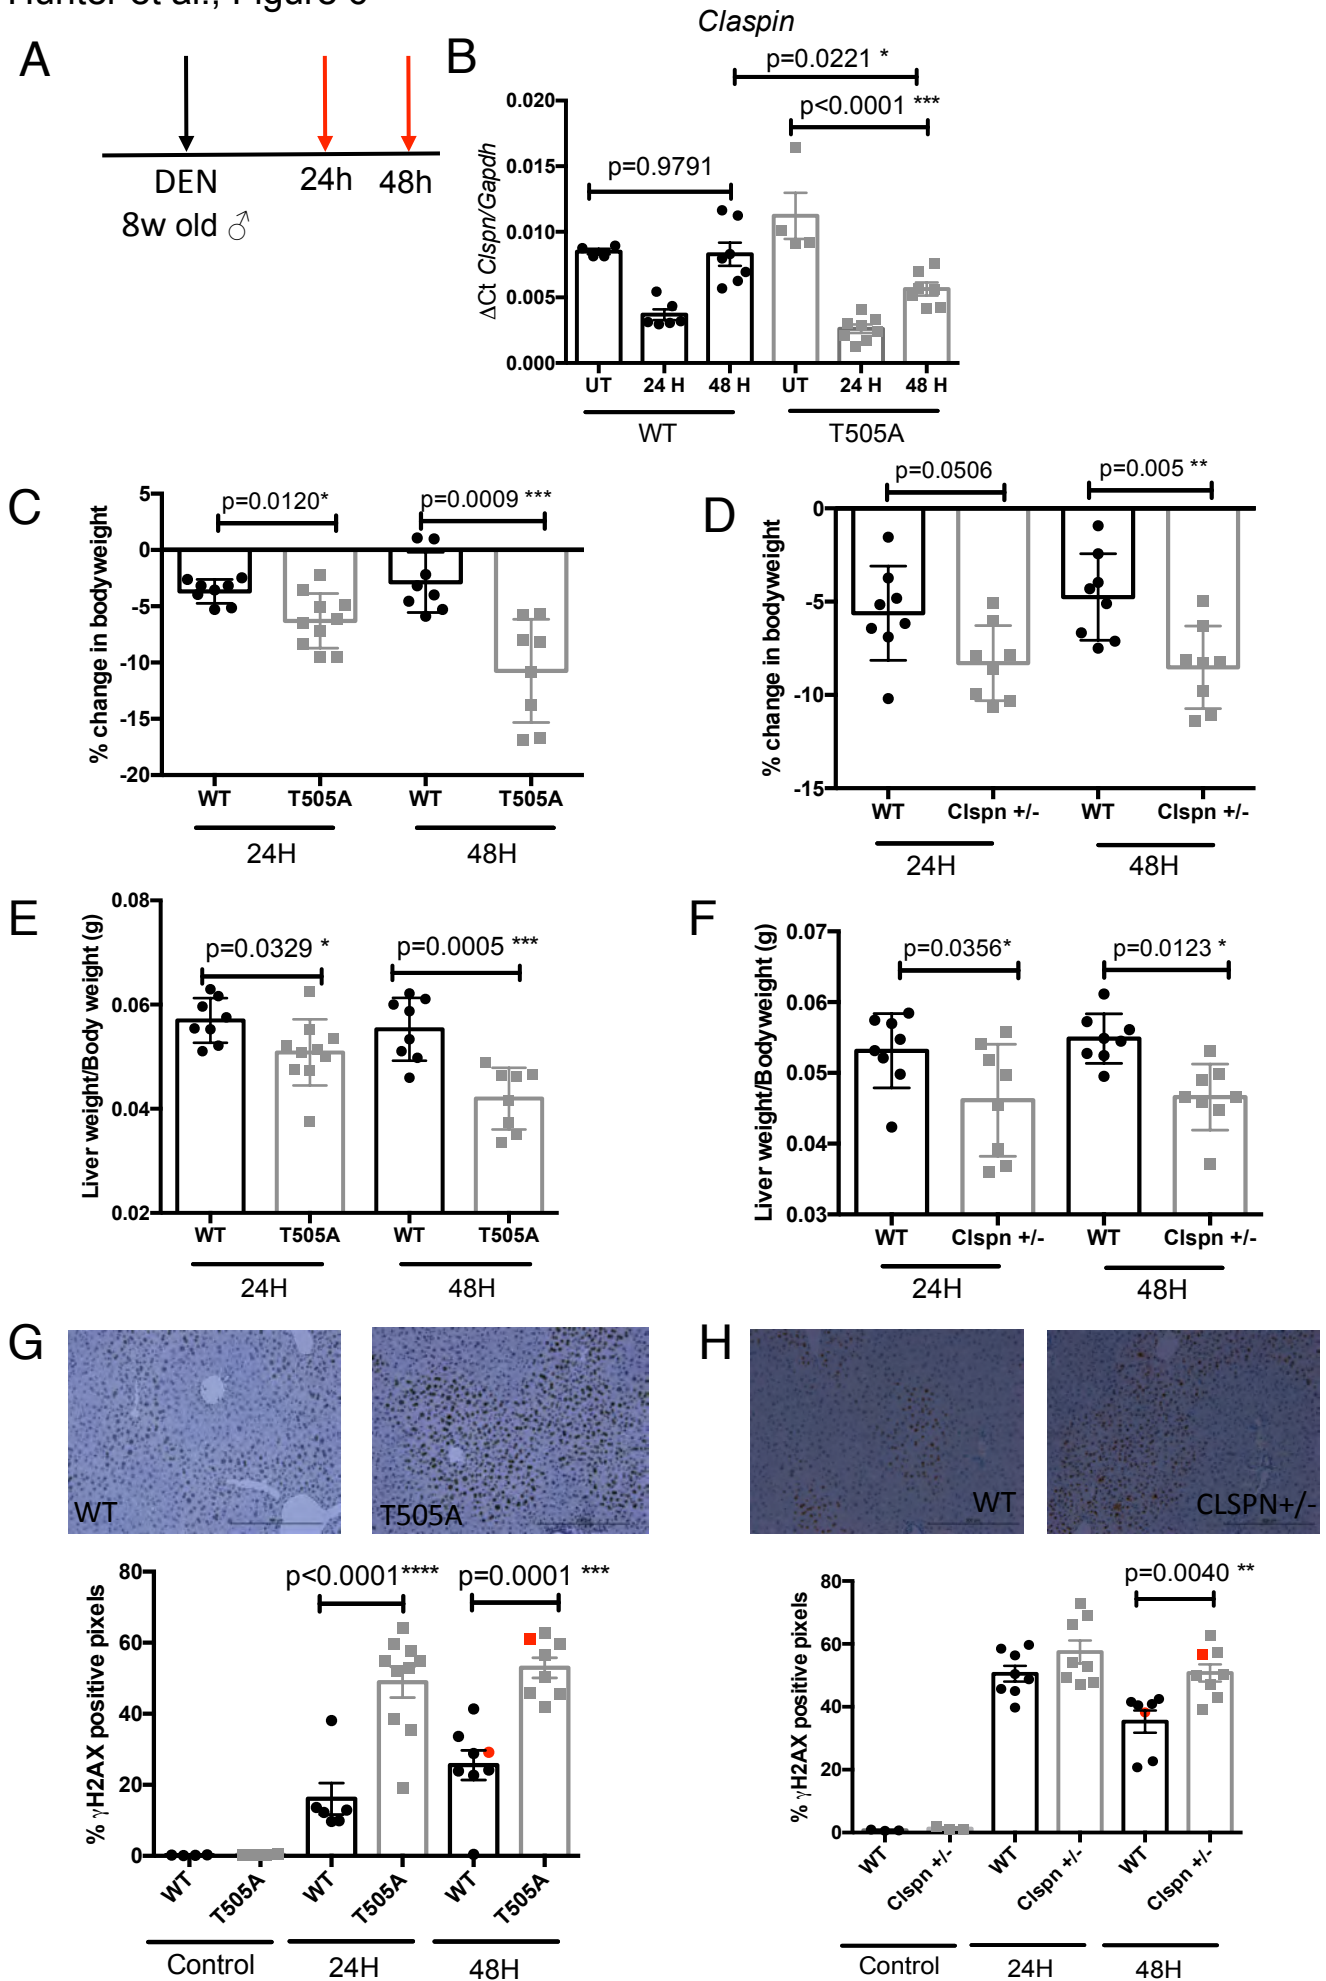 Hunter et al., Figure 6
A
DEN
8w old ♂
24h
48h
B
Claspin
p=0.0221 *
p<0.0001 ***
p=0.9791
ΔCt Clspn/Gapdh
0.020
0.015
0.010
0.005
0.000
UT
24 H
48 H
UT
24 H
48 H
WT
T505A
C
p=0.0120*
p=0.0009 ***
% change in bodyweight
5
0
-5
-10
-15
-20
WT
T505A
WT
T505A
24H
48H
D
p=0.0506
p=0.005 **
% change in bodyweight
0
-5
-10
-15
WT
Clspn +/-
WT
Clspn +/-
24H
48H
E
p=0.0329 *
p=0.0005 ***
Liver weight/Body weight (g)
0.08
0.06
0.04
0.02
WT
T505A
WT
T505A
24H
48H
F
p=0.0356*
p=0.0123 *
Liver weight/Bodyweight (g)
0.07
0.06
0.05
0.04
0.03
WT
Clspn +/-
WT
Clspn +/-
24H
48H
G
WT
T505A
p<0.0001****
p=0.0001 ***
% γH2AX positive pixels
80
60
40
20
0
WT
T505A
WT
T505A
WT
T505A
Control
24H
48H
H
WT
CLSPN+/-
p=0.0040 **
% γH2AX positive pixels
80
60
40
20
0
WT
Clspn +/-
WT
Clspn +/-
WT
Clspn +/-
Control
24H
48H